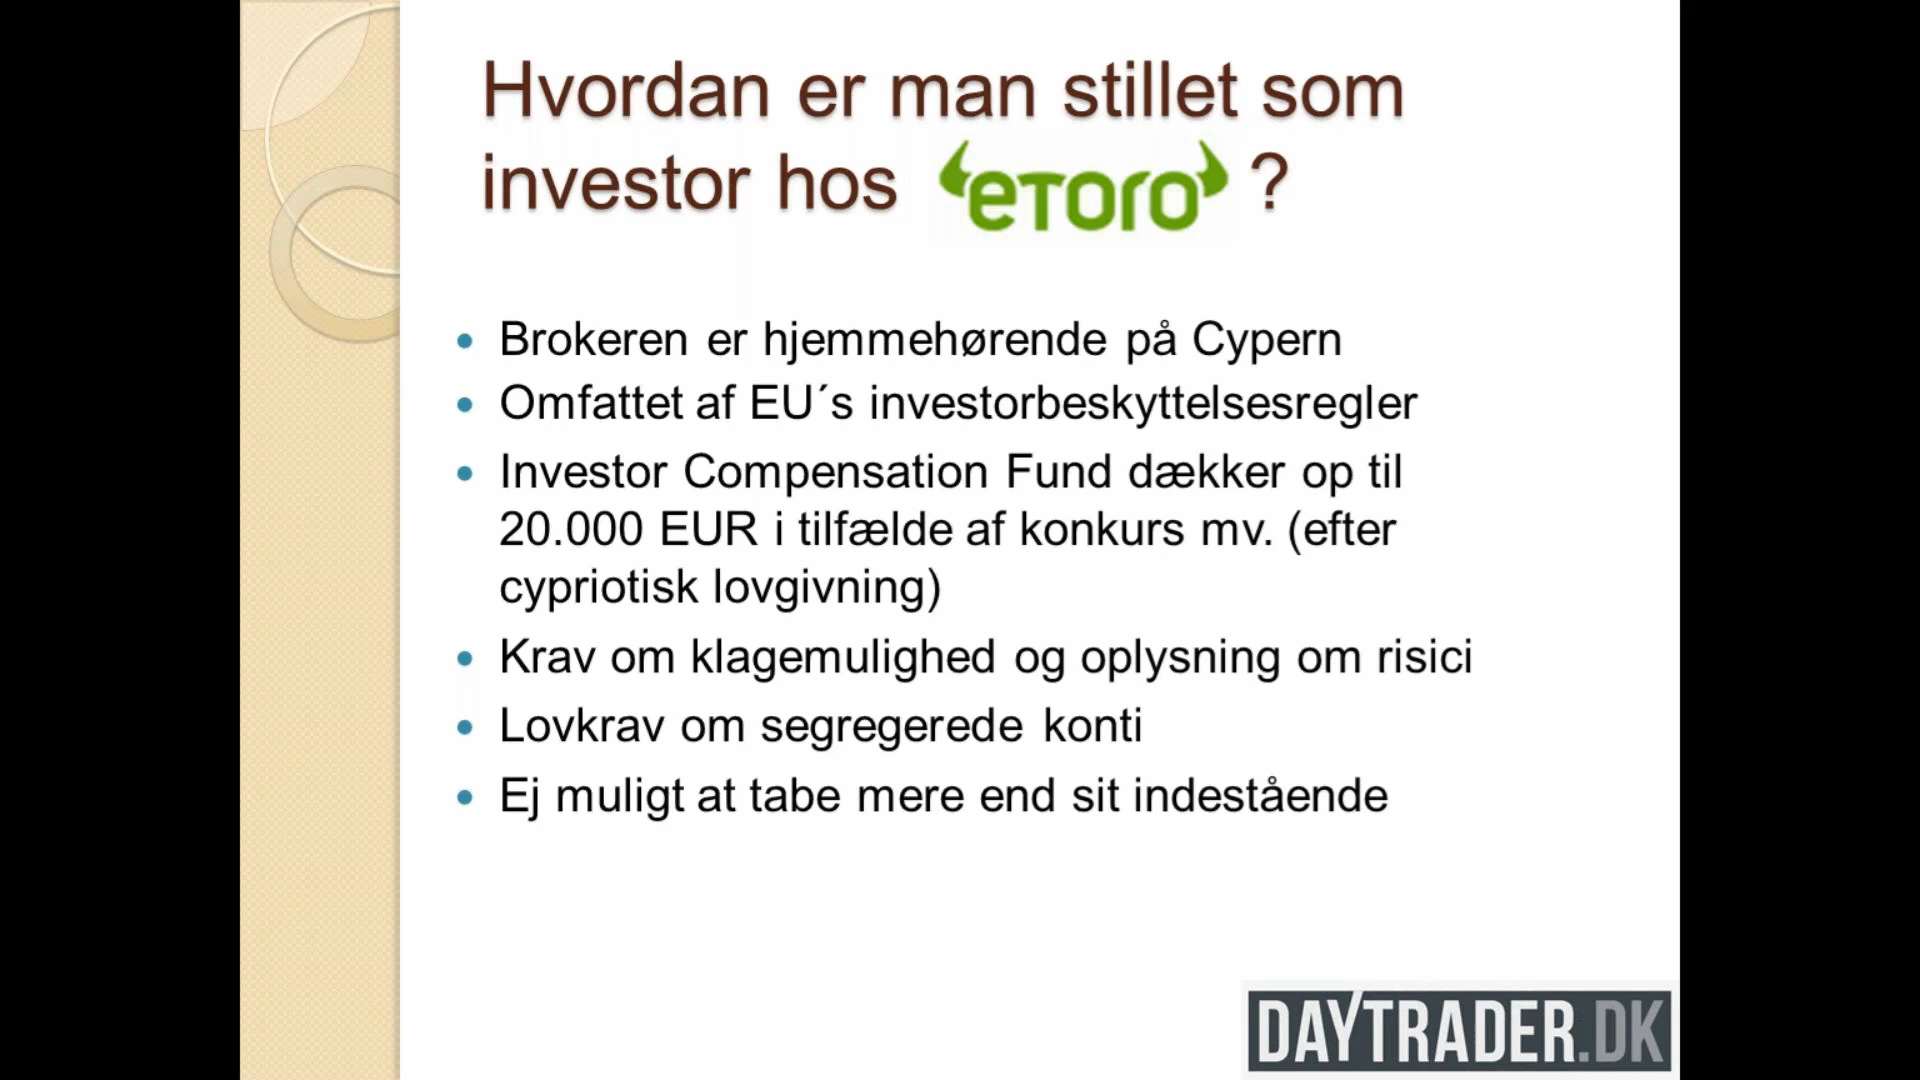 Hvordan er man stillet som
investor hos eToro ?
Brokeren er hjemmehørende på Cypern
Omfattet af EU´s investorbeskyttelsesregler
Investor Compensation Fund dækker op til
20.000 EUR i tilfælde af konkurs mv. (efter
cypriotisk lovgivning)
Krav om klagemulighed og oplysning om risici
Lovkrav om segregerede konti
Ej muligt at tabe mere end sit indestående
DAYTRADER.DK